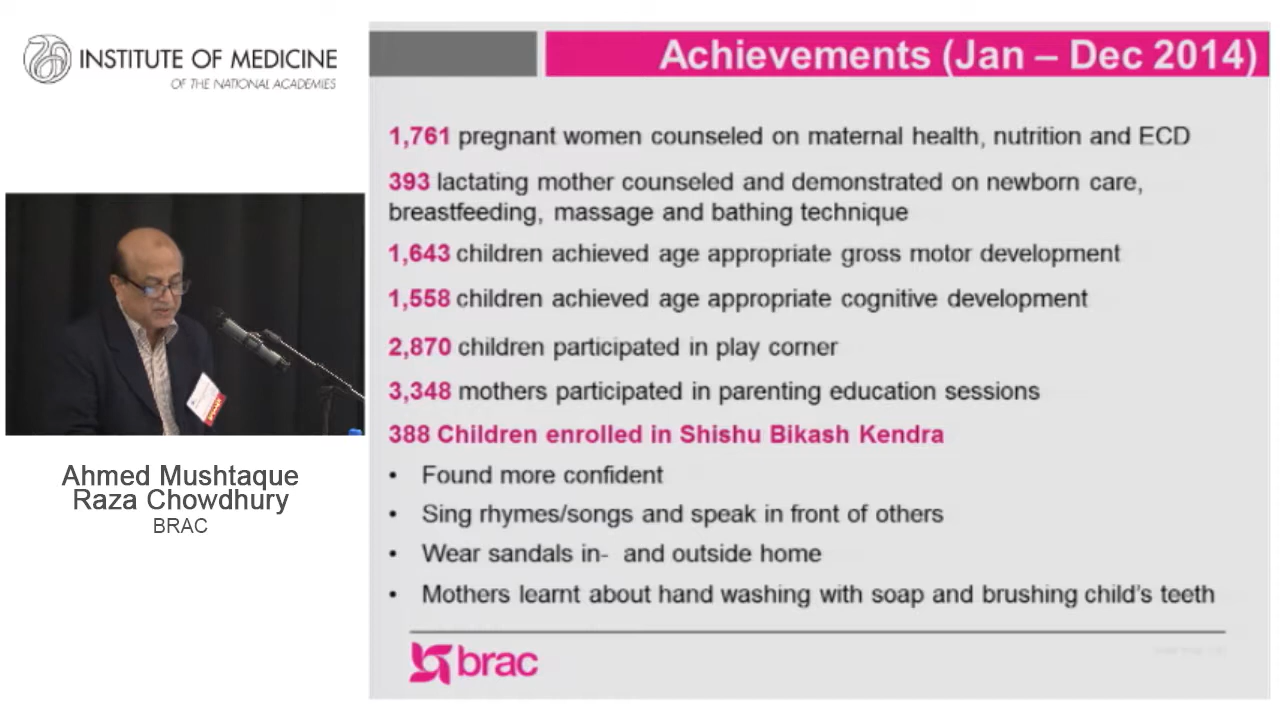 INSTITUTE OF MEDICINE
OF THE NATIONAL ACADEMIES
Achievements (Jan – Dec 2014)
1,761 pregnant women counseled on maternal health, nutrition and ECD
393 lactating mother counseled and demonstrated on newborn care,
breastfeeding, massage and bathing technique
1,643 children achieved age appropriate gross motor development
1,558 children achieved age appropriate cognitive development
2,870 children participated in play corner
3,348 mothers participated in parenting education sessions
388 Children enrolled in Shishu Bikash Kendra
• Found more confident
• Sing rhymes/songs and speak in front of others
• Wear sandals in- and outside home
• Mothers learnt about hand washing with soap and brushing child's teeth
brac
Ahmed Mushtaque
Raza Chowdhury
BRAC